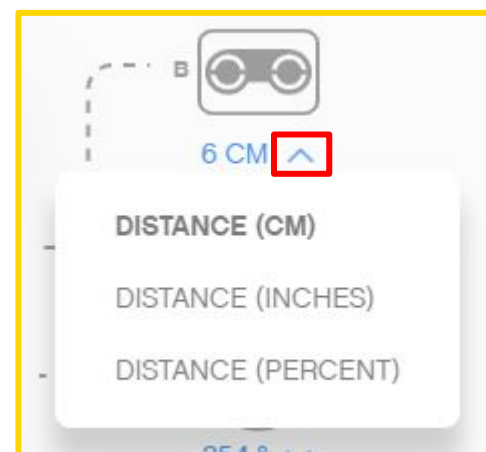 B
6 CM
DISTANCE (CM)
DISTANCE (INCHES)
DISTANCE (PERCENT)